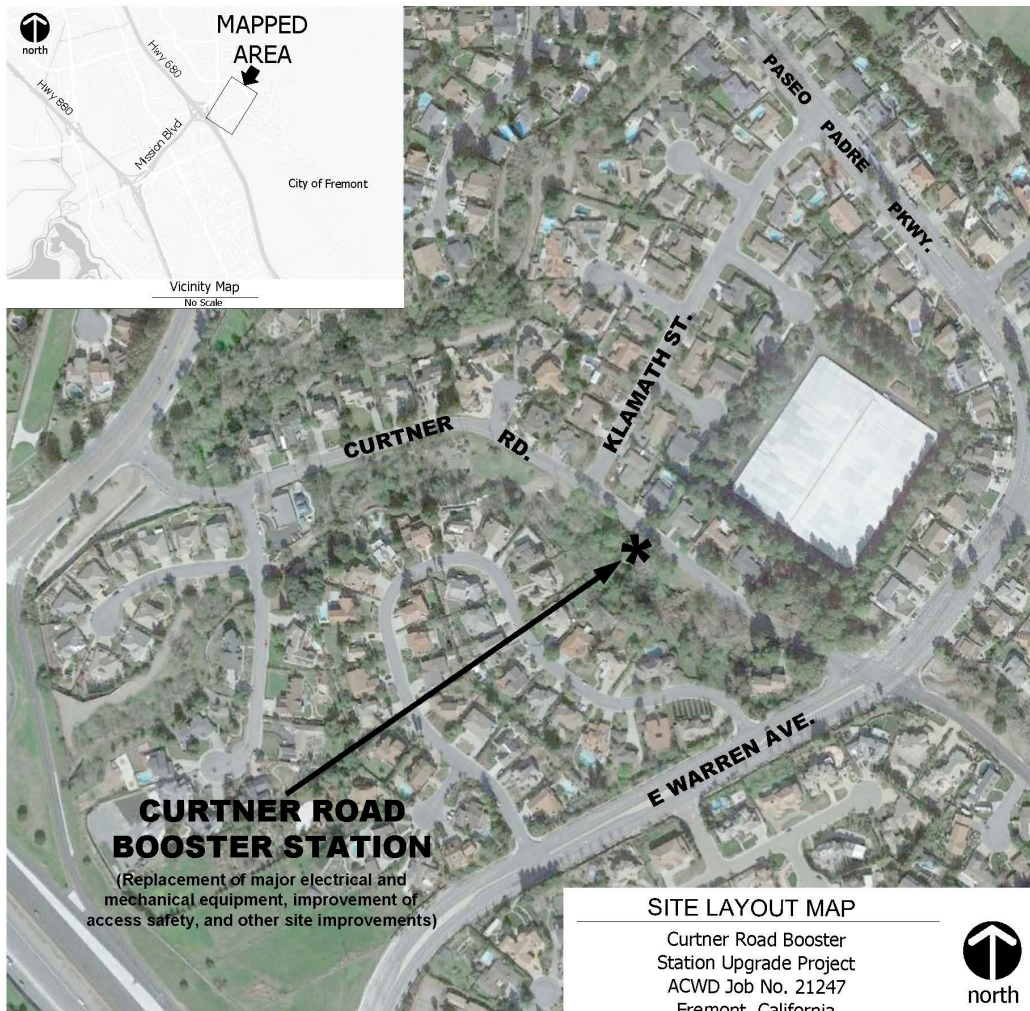 MAPPED
AREA
north
Hwy 680
Hwy 880
Mission Blvd
City of Fremont
Vicinity Map
No Scale
PASEO
PADRE
PKWY.
KLAMATH ST.
CURTNER
RD.
*
E WARREN AVE.
CURTNER ROAD
BOOSTER STATION
(Replacement of major electrical and
mechanical equipment, improvement of
access safety, and other site improvements)
SITE LAYOUT MAP
Curtner Road Booster
Station Upgrade Project
ACWD Job No. 21247
Fremont, California
north